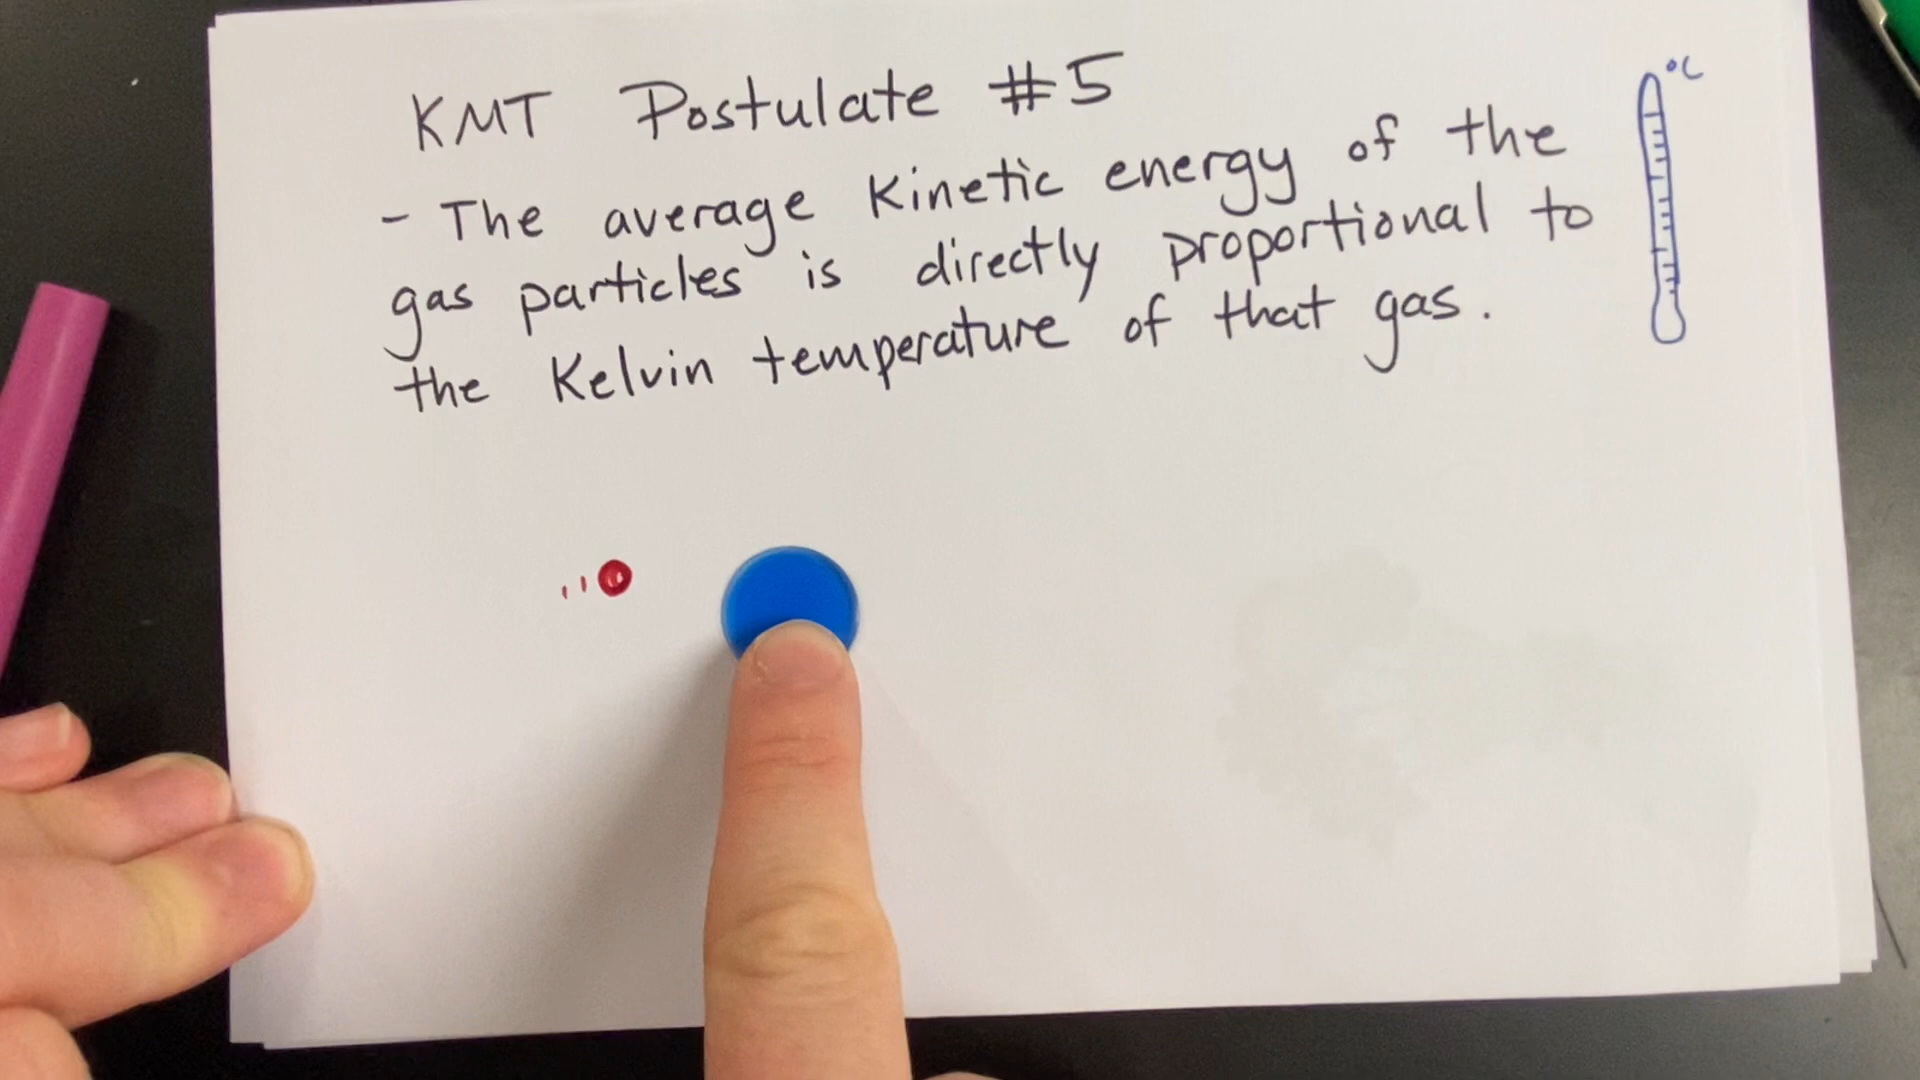 KMT Postulate #5
- The average kinetic energy of the
gas particles is directly proportional to
the Kelvin temperature of that gas.
°C